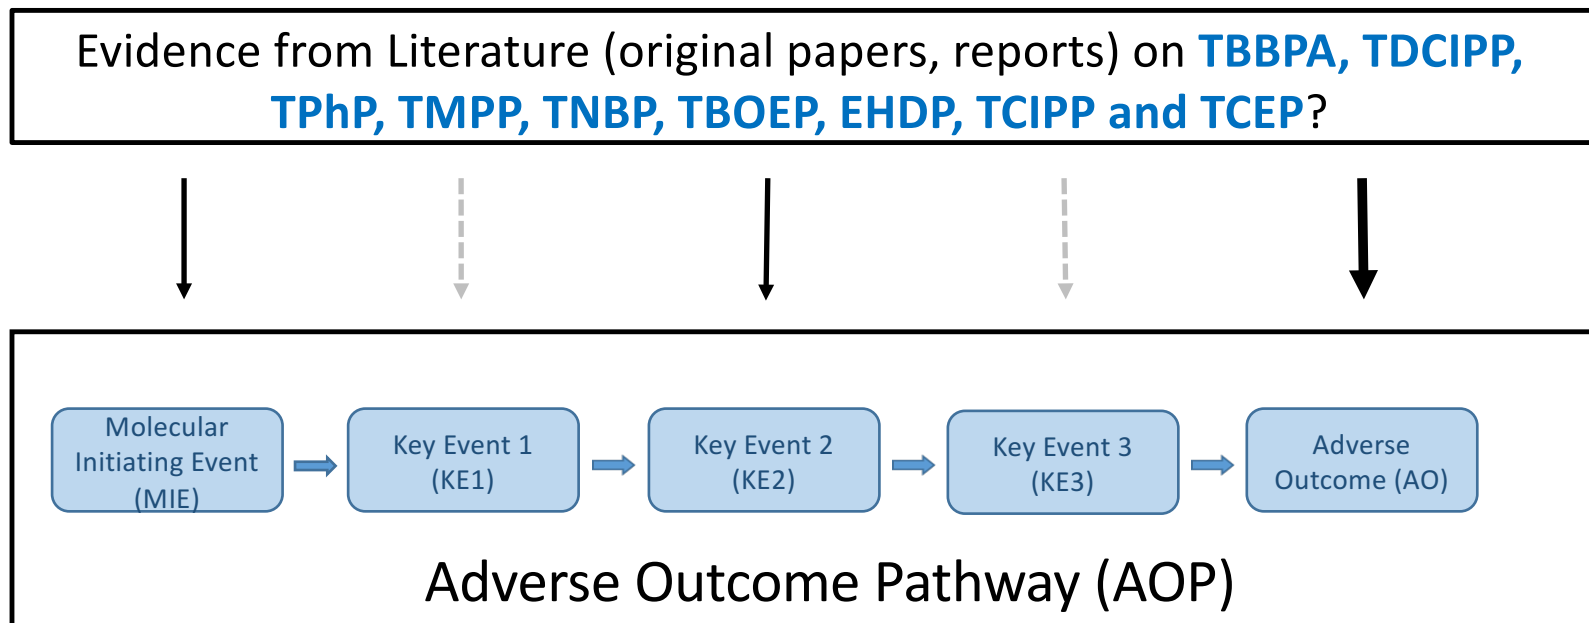 Evidence from Literature (original papers, reports) on TBBPA, TDCIPP,
TPhP, TMPP, TNBP, TBOEP, EHDP, TCIPP and TCEP?
Molecular
Initiating Event
(MIE)
Key Event 1
(KE1)
Key Event 2
(KE2)
Key Event 3
(KE3)
Adverse
Outcome (AO)
Adverse Outcome Pathway (AOP)